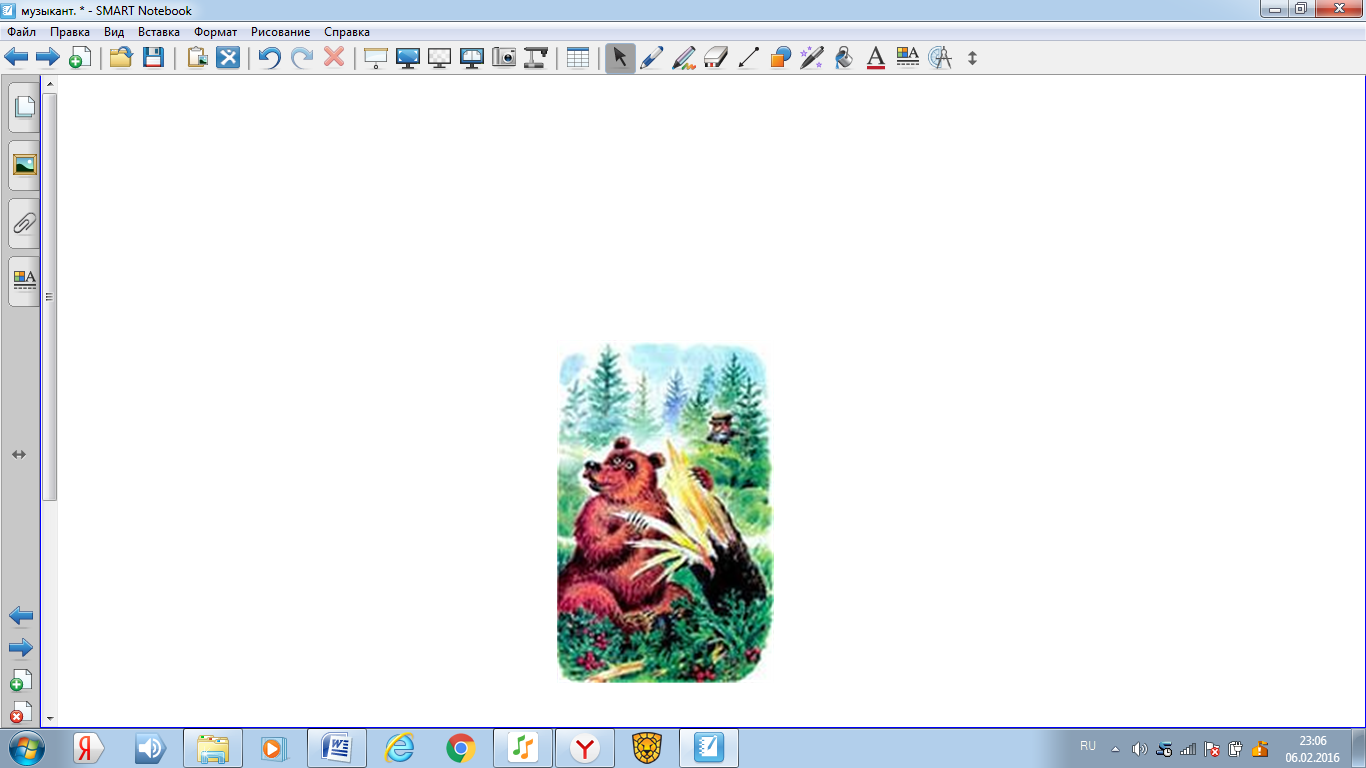 музыкант. * - SMART Notebook
Файл Правка Вид Вставка Формат Рисование Справка
RU
23:06
06.02.2016